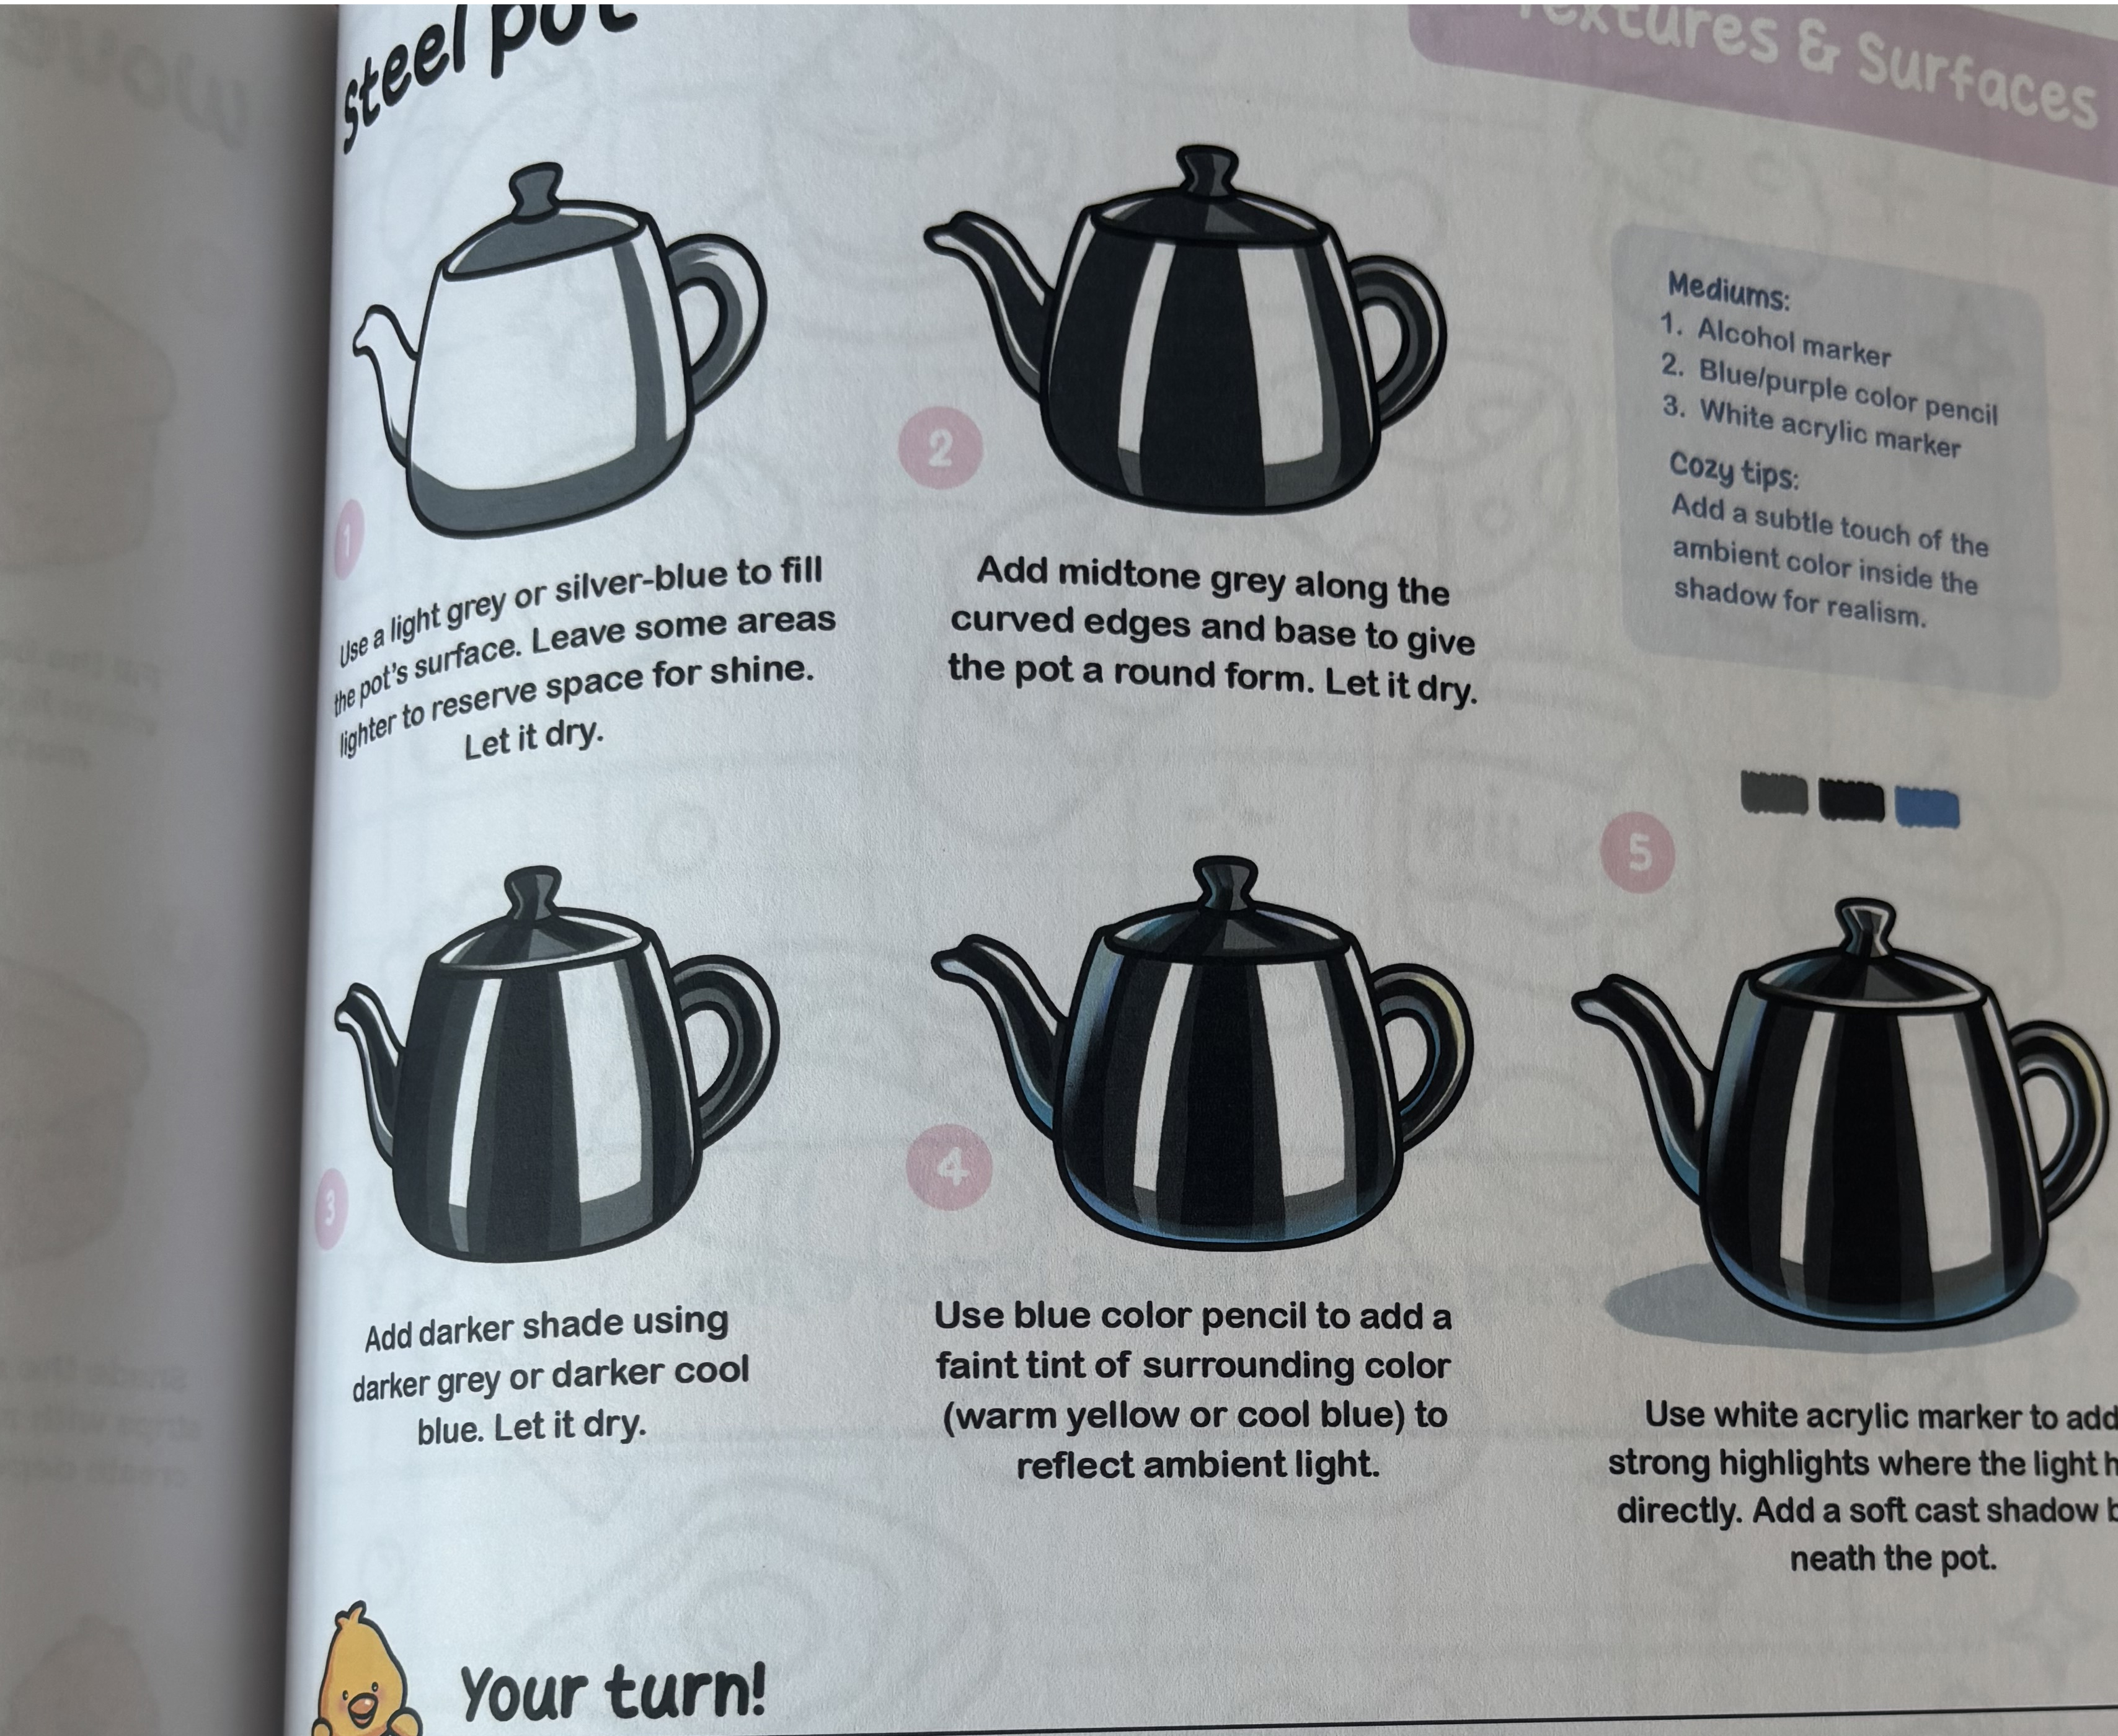 steel pot
Textures & Surfaces
Mediums:
1. Alcohol marker
2. Blue/purple color pencil
3. White acrylic marker
Cozy tips:
Add a subtle touch of the
ambient color inside the
shadow for realism.
1
Use a light grey or silver-blue to fill
the pot's surface. Leave some areas
lighter to reserve space for shine.
Let it dry.
2
Add midtone grey along the
curved edges and base to give
the pot a round form. Let it dry.
3
Add darker shade using
darker grey or darker cool
blue. Let it dry.
4
Use blue color pencil to add a
faint tint of surrounding color
(warm yellow or cool blue) to
reflect ambient light.
5
Use white acrylic marker to add
strong highlights where the light
directly. Add a soft cast shadow
neath the pot.
Your turn!